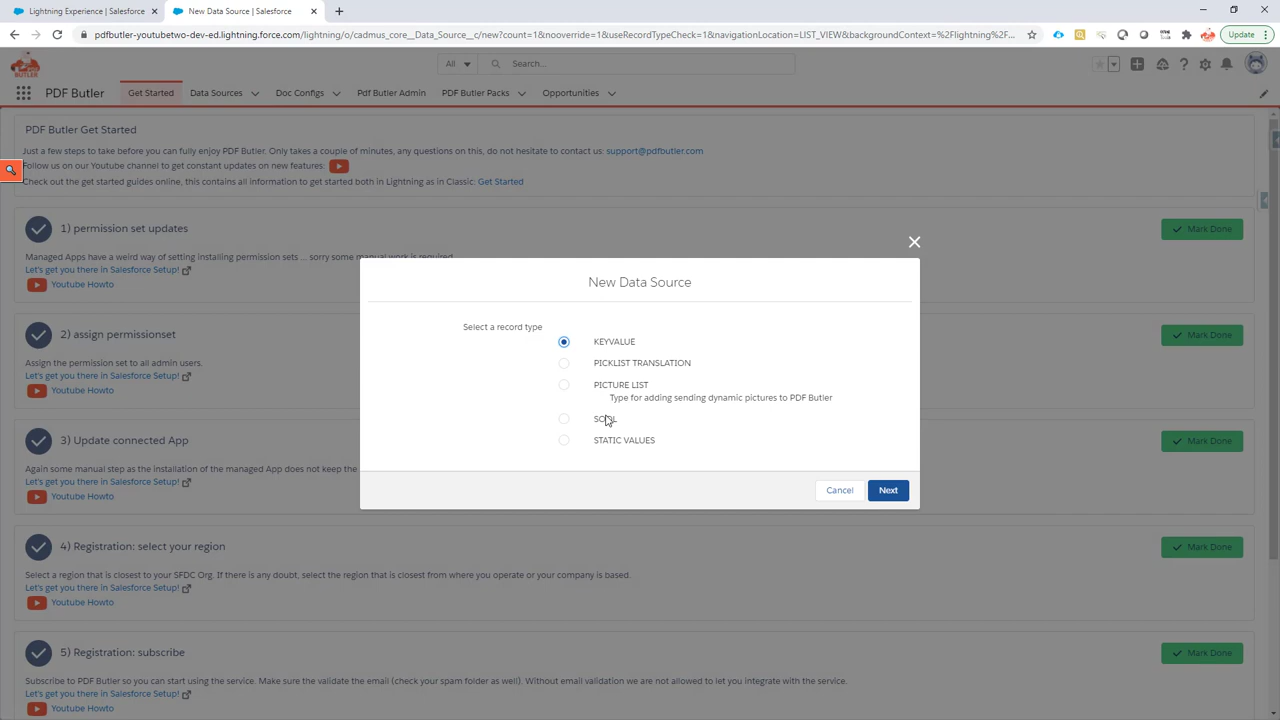 Lightning Experience | Salesforce
New Data Source | Salesforce
pdfbutler-youtubetwo-dev-ed.lightning.force.com/lightning/o/cadmus_core__Data_Source__c/new?count=1&nooverride=1&useRecordTypeCheck=1&navigationLocation=LIST_VIEW&backgroundContext=%2Flightning%2F...
Update
BUTLER
All
Search...
PDF Butler
Get Started
Data Sources
Doc Configs
Pdf Butler Admin
PDF Butler Packs
Opportunities
PDF Butler Get Started
Just a few steps to take before you can fully enjoy PDF Butler. Only takes a couple of minutes, any questions on this, do not hesitate to contact us: support@pdfbutler.com
Follow us on our Youtube channel to get constant updates on new features:
Check out the get started guides online, this contains all information to get started both in Lightning as in Classic: Get Started
1) permission set updates
Mark Done
Managed Apps have a weird way of setting installing permission sets ... sorry some manual work is required.
Let's get you there in Salesforce Setup!
Youtube Howto
2) assign permissionset
Mark Done
Assign the permission set to all admin users.
Let's get you there in Salesforce Setup!
Youtube Howto
3) Update connected App
Mark Done
Again some manual step as the installation of the managed App does not keep the
Let's get you there in Salesforce Setup!
Youtube Howto
4) Registration: select your region
Mark Done
Select a region that is closest to your SFDC Org. If there is any doubt, select the region that is closest from where you operate or your company is based.
Let's get you there in Salesforce Setup!
Youtube Howto
5) Registration: subscribe
Mark Done
Subscribe to PDF Butler so you can start using the service. Make sure the validate the email (check your spam folder as well). Without email validation we are not allowed to let you integrate with the service.
Let's get you there in Salesforce Setup!
Youtube Howto
New Data Source
Select a record type
KEYVALUE
PICKLIST TRANSLATION
PICTURE LIST
Type for adding sending dynamic pictures to PDF Butler
SOQL
STATIC VALUES
Cancel
Next